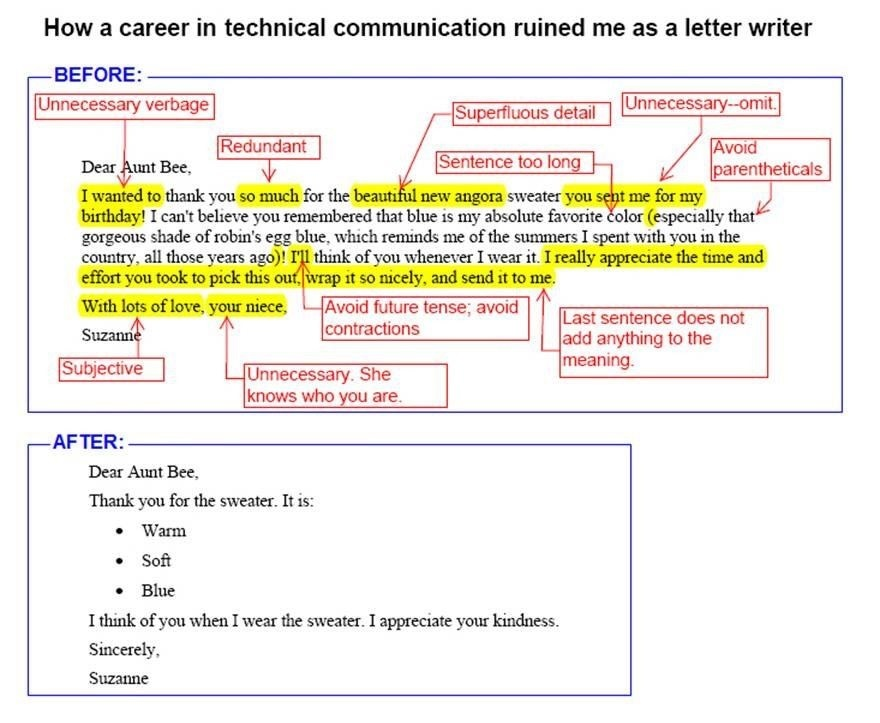 How a career in technical communication ruined me as a letter writer
BEFORE:
Unnecessary verbage
Redundant
Superfluous detail
Sentence too long
Unnecessary--omit.
Avoid
parentheticals
Dear Aunt Bee,
I wanted to thank you so much for the beautiful new angora sweater you sent me for my
birthday! I can't believe you remembered that blue is my absolute favorite color (especially that
gorgeous shade of robin's egg blue, which reminds me of the summers I spent with you in the
country, all those years ago)! I'll think of you whenever I wear it. I really appreciate the time and
effort you took to pick this out, wrap it so nicely, and send it to me.
With lots of love, your niece,
Suzanne
Avoid future tense; avoid
contractions
Last sentence does not
add anything to the
meaning.
Subjective
Unnecessary. She
knows who you are.
AFTER:
Dear Aunt Bee,
Thank you for the sweater. It is:
• Warm
• Soft
• Blue
I think of you when I wear the sweater. I appreciate your kindness.
Sincerely,
Suzanne